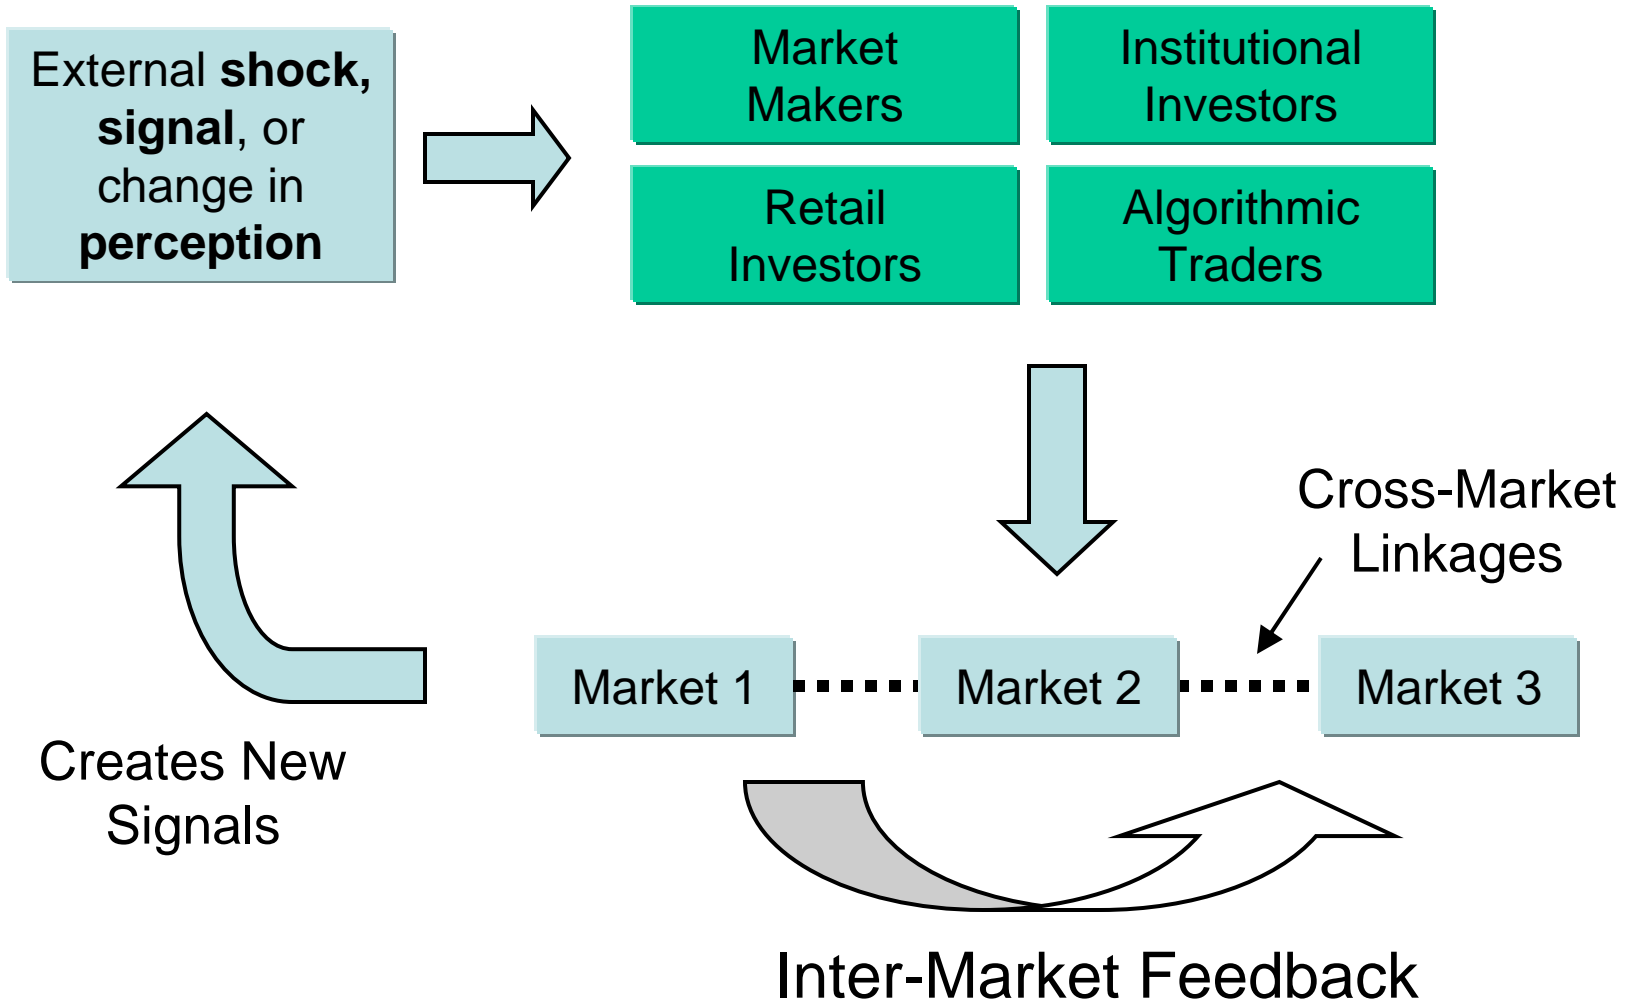 External shock,
signal, or
change in
perception
Market
Makers
Institutional
Investors
Retail
Investors
Algorithmic
Traders
Cross-Market
Linkages
Market 1
Market 2
Market 3
Creates New
Signals
Inter-Market Feedback